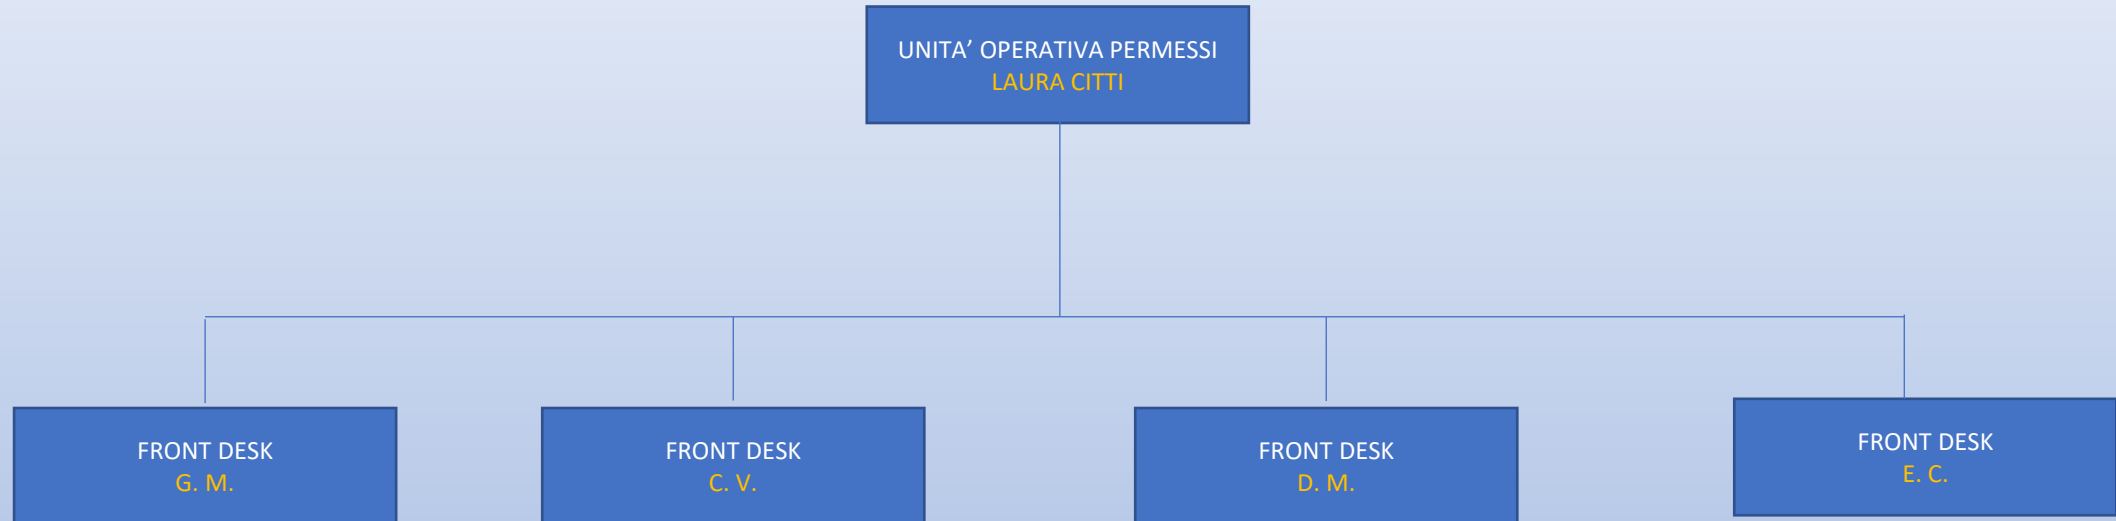 UNITA’ OPERATIVA PERMESSI
LAURA CITTI
FRONT DESK
G. M.
FRONT DESK
C. V.
FRONT DESK
D. M.
FRONT DESK
E. C.